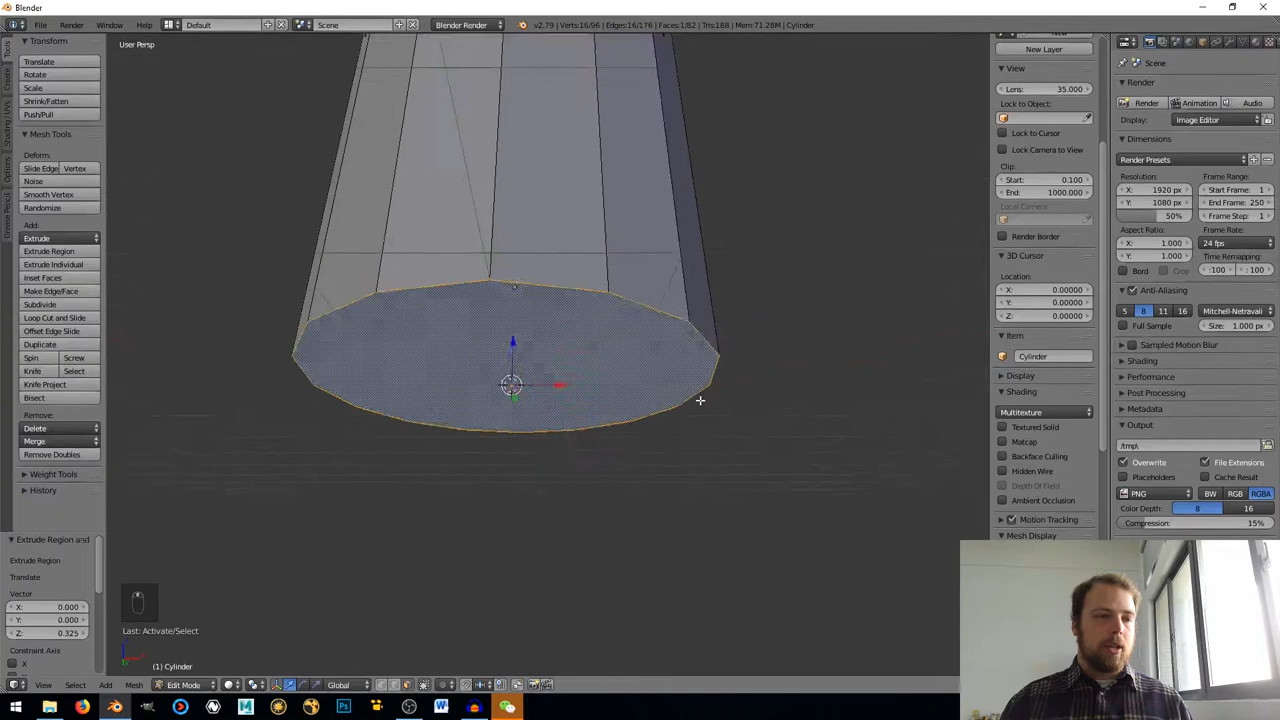 Blender
File
Render
Window
Help
Default
Scene
Blender Render
v2.79 | Verts:16/96 | Edges:16/176 | Faces:1/82 | Tris:188 | Mem:71.28M | Cylinder
User Persp
Tools
Create
Shading / UVs
Options
Grease Pencil
Transform
Translate
Rotate
Scale
Shrink/Fatten
Push/Pull
Mesh Tools
Deform:
Slide Edge
Vertex
Noise
Smooth Vertex
Randomize
Add:
Extrude
Extrude Region
Extrude Individual
Inset Faces
Make Edge/Face
Subdivide
Loop Cut and Slide
Offset Edge Slide
Duplicate
Spin
Screw
Knife
Select
Knife Project
Bisect
Remove:
Delete
Merge
Remove Doubles
Weight Tools
History
Extrude Region and
Extrude Region
Translate
Vector
X: 0.000
Y: 0.000
Z: 0.325
Constraint Axis
X
Last: Activate/Select
(1) Cylinder
View
Select
Add
Mesh
Edit Mode
Global
New
New Layer
View
Lens: 35.000
Lock to Object:
Lock to Cursor
Lock Camera to View
Clip:
Start: 0.100
End: 1000.000
Local Camera:
Render Border
3D Cursor
Location:
X: 0.00000
Y: 0.00000
Z: 0.00000
Item
Cylinder
Display
Shading
Multitexture
Textured Solid
Matcap
Backface Culling
Hidden Wire
Depth Of Field
Ambient Occlusion
Motion Tracking
Mesh Display
Scene
Render
Render
Animation
Audio
Display:
Image Editor
Dimensions
Render Presets
Resolution:
Frame Range:
X: 1920 px
Start Frame: 1
Y: 1080 px
End Frame: 250
50%
Frame Step: 1
Aspect Ratio:
Frame Rate:
X: 1.000
24 fps
Y: 1.000
Time Remapping:
Bord
Crop
:100
:100
Anti-Aliasing
5
8
11
16
Mitchell-Netravali
Full Sample
Size: 1.000 px
Sampled Motion Blur
Shading
Performance
Post Processing
Metadata
Output
/tmp\
Overwrite
File Extensions
Placeholders
Cache Result
PNG
BW
RGB
RGBA
Color Depth:
8
16
Compression:
15%